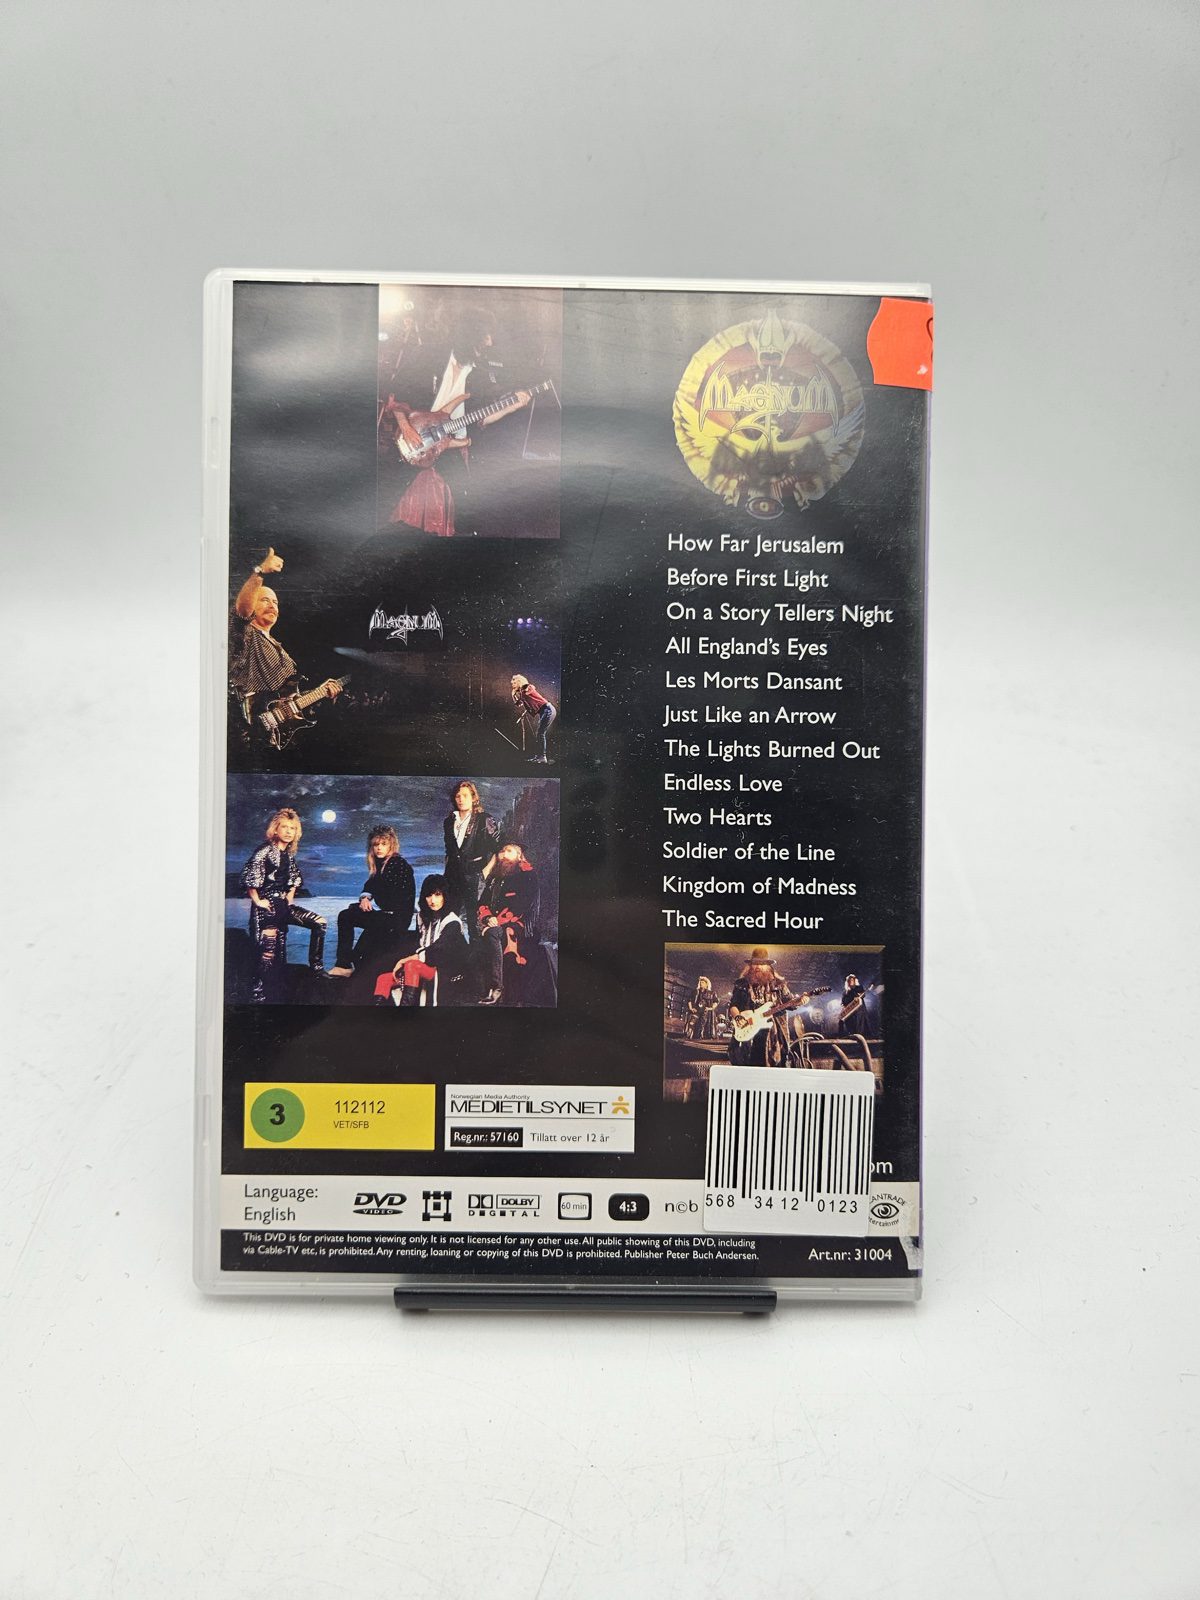 MAGNUM
How Far Jerusalem
Before First Light
On a Story Tellers Night
All England's Eyes
Les Morts Dansant
Just Like an Arrow
The Lights Burned Out
Endless Love
Two Hearts
Soldier of the Line
Kingdom of Madness
The Sacred Hour
MAGNUM
3
112112
VET/SFB
Norwegian Media Authority
MEDIETILSYNET
Reg.nr.: 57160
Tillatt over 12 år
om
568 3412 0123
Language:
English
DVD
VIDEO
DOLBY
DIGITAL
60 min
4:3
n©b
This DVD is for private home viewing only. It is not licensed for any other use. All public showing of this DVD, including
via Cable-TV etc, is prohibited. Any renting, loaning or copying of this DVD is prohibited. Publisher Peter Buch Andersen.
Art.nr: 31004